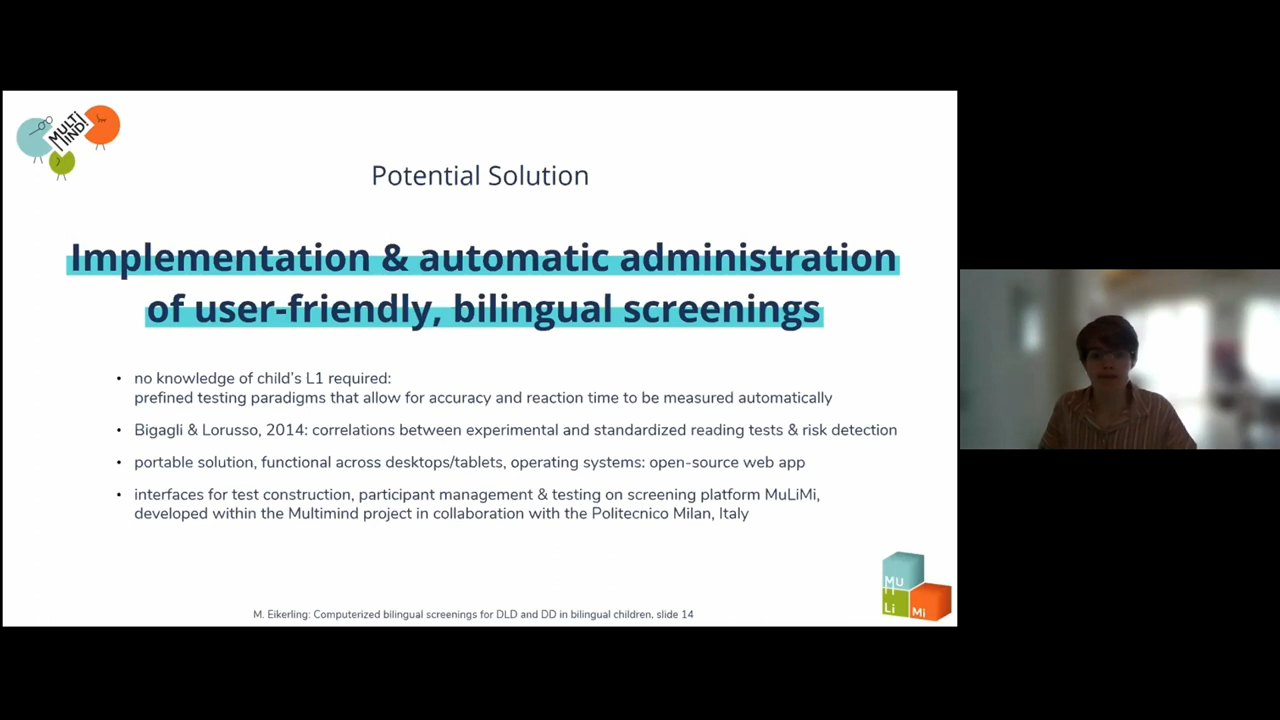 MULTI
MIND!
Potential Solution
Implementation & automatic administration
of user-friendly, bilingual screenings
• no knowledge of child's L1 required:
prefined testing paradigms that allow for accuracy and reaction time to be measured automatically
• Bigagli & Lorusso, 2014: correlations between experimental and standardized reading tests & risk detection
• portable solution, functional across desktops/tablets, operating systems: open-source web app
• interfaces for test construction, participant management & testing on screening platform MuLiMi,
developed within the Multimind project in collaboration with the Politecnico Milan, Italy
MU
Li Mi
M. Eikerling: Computerized bilingual screenings for DLD and DD in bilingual children, slide 14